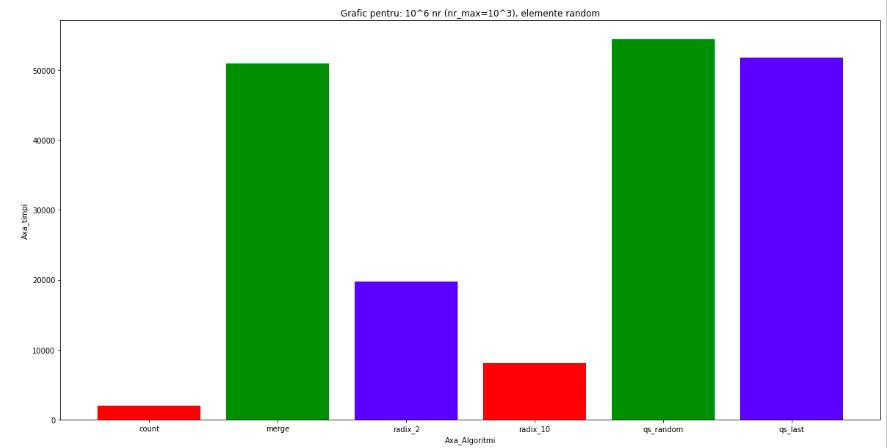 Grafic pentru: 10^6 nr (nr_max=10^3), elemente random
50000
40000
30000
20000
10000
0
Axa_timpi
count merge radix_2 radix_10 qs_random qs_last
Axa_Algoritmi